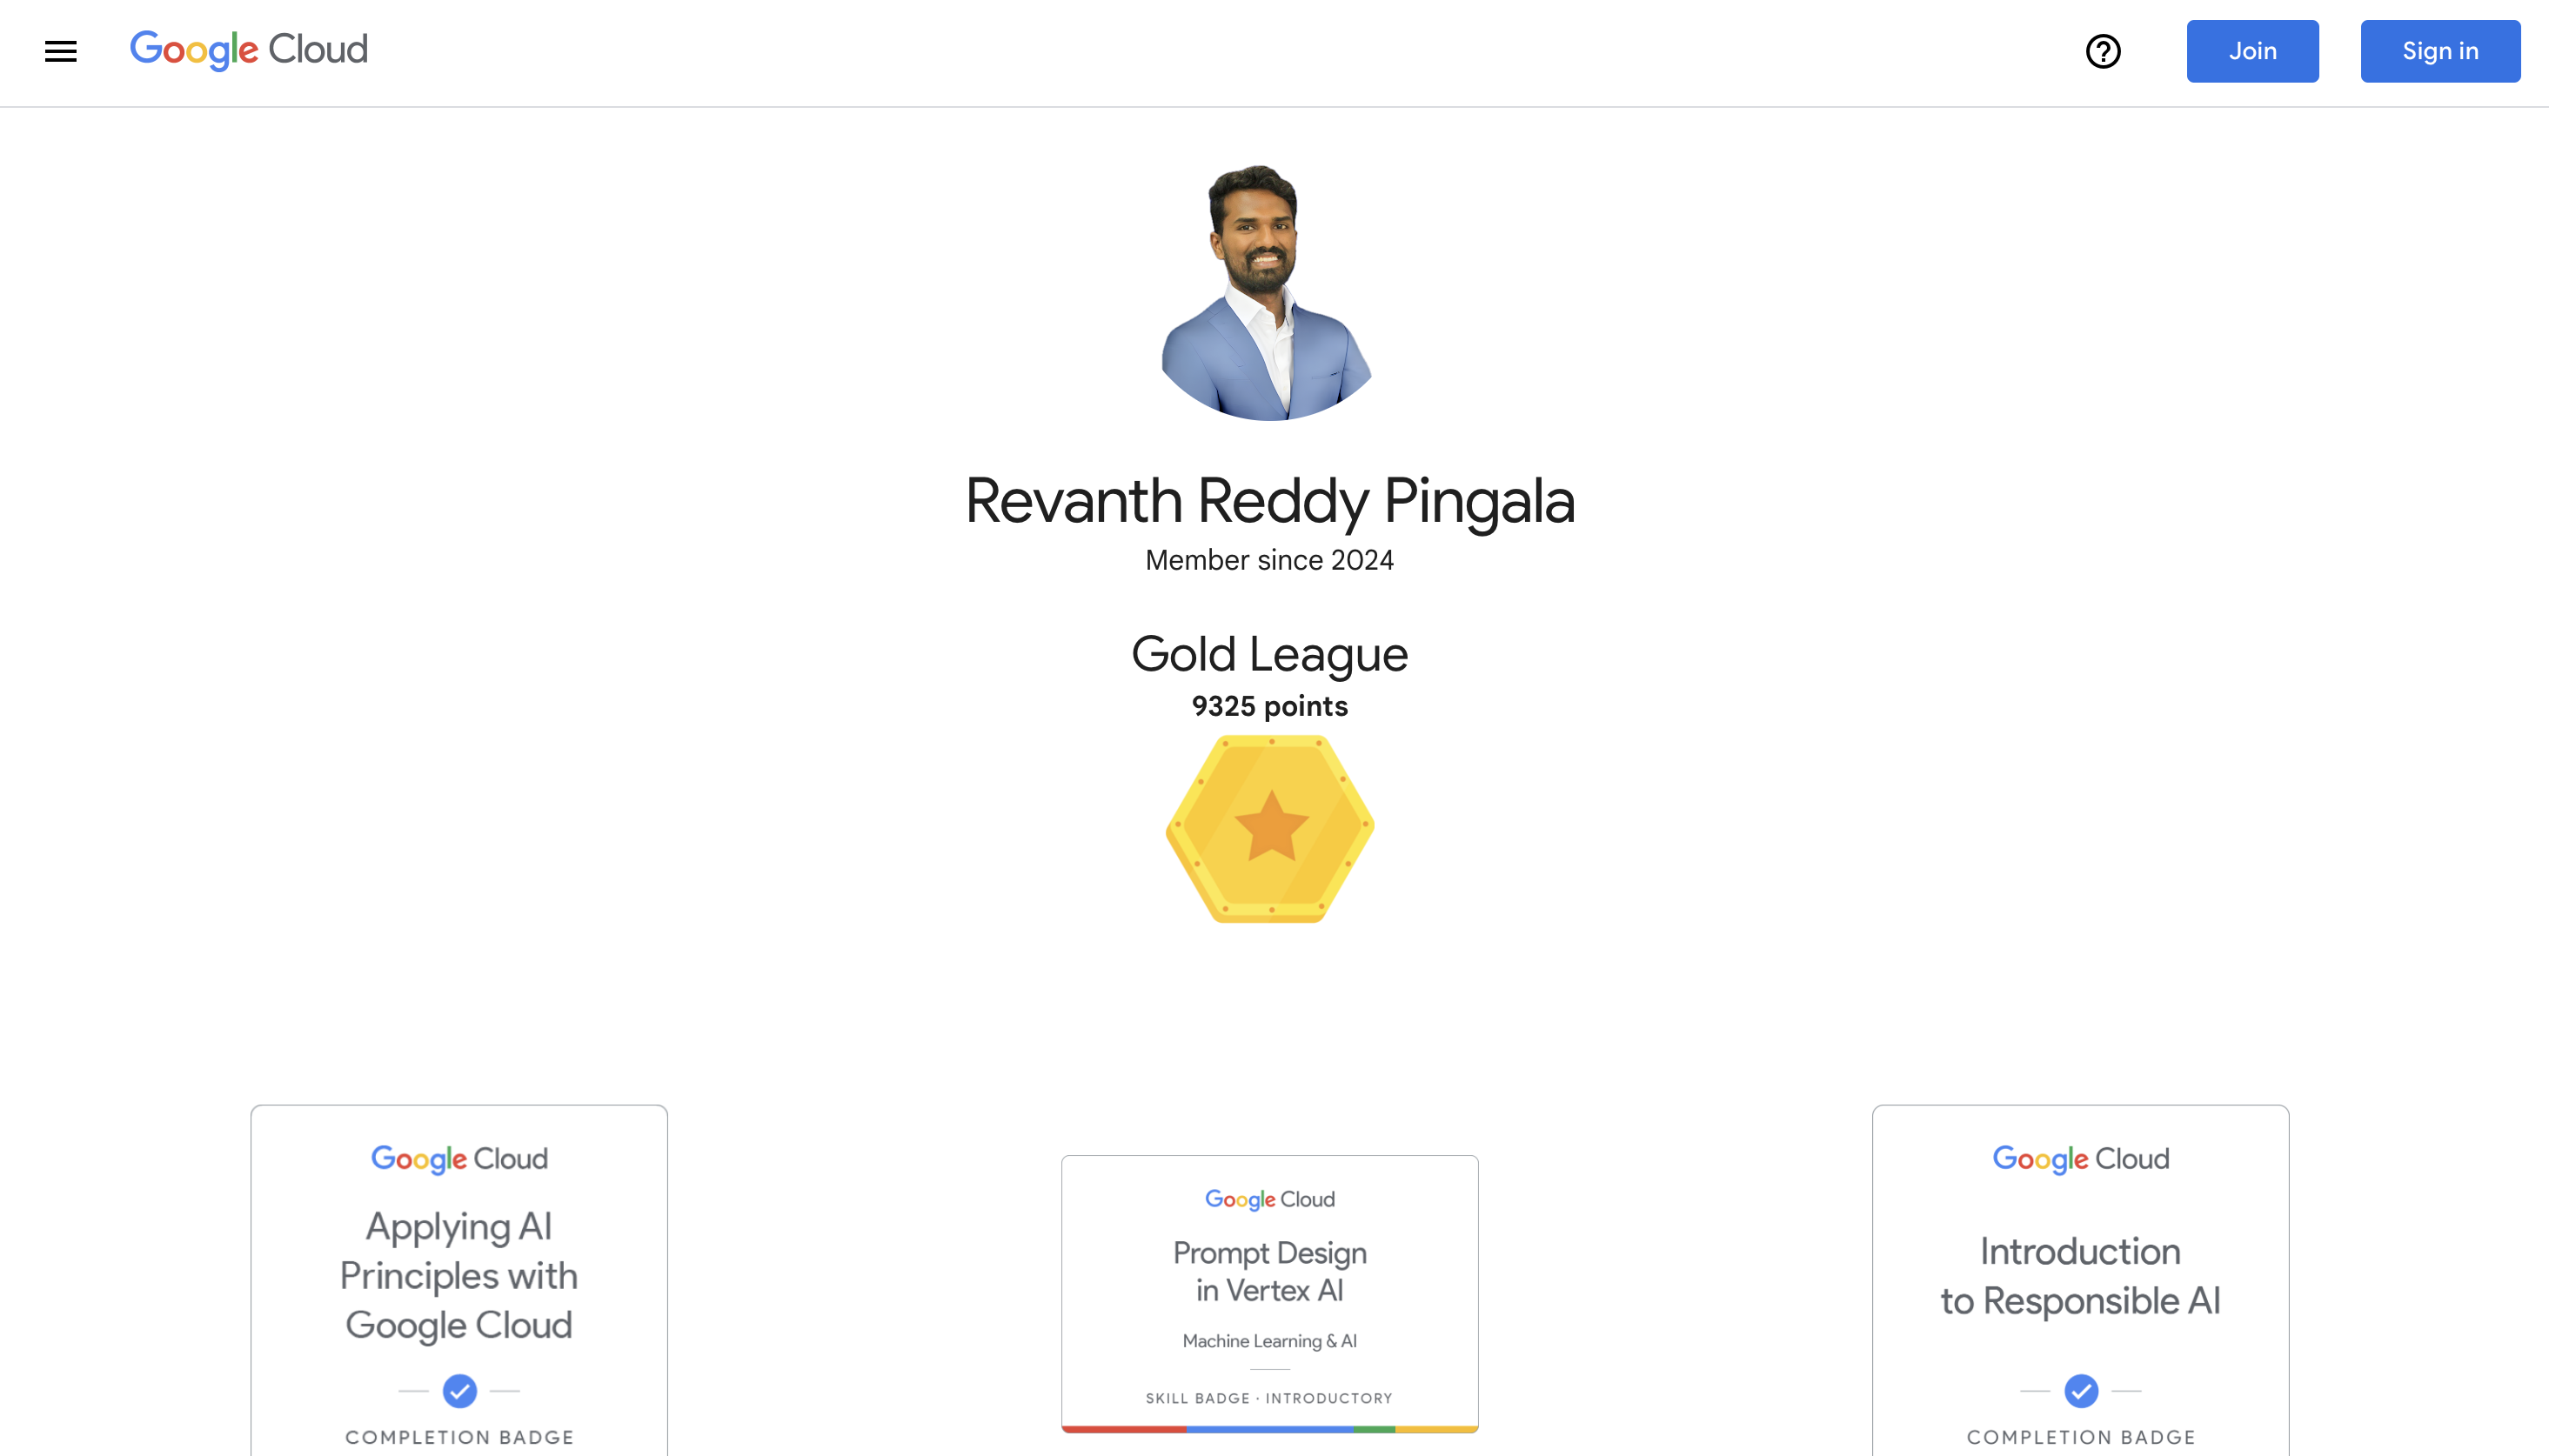 Google Cloud
Join
Sign in
Revanth Reddy Pingala
Member since 2024
Gold League
9325 points
Google Cloud
Applying AI
Principles with
Google Cloud
COMPLETION BADGE
Google Cloud
Prompt Design
in Vertex AI
Machine Learning & AI
SKILL BADGE · INTRODUCTORY
Google Cloud
Introduction
to Responsible AI
COMPLETION BADGE